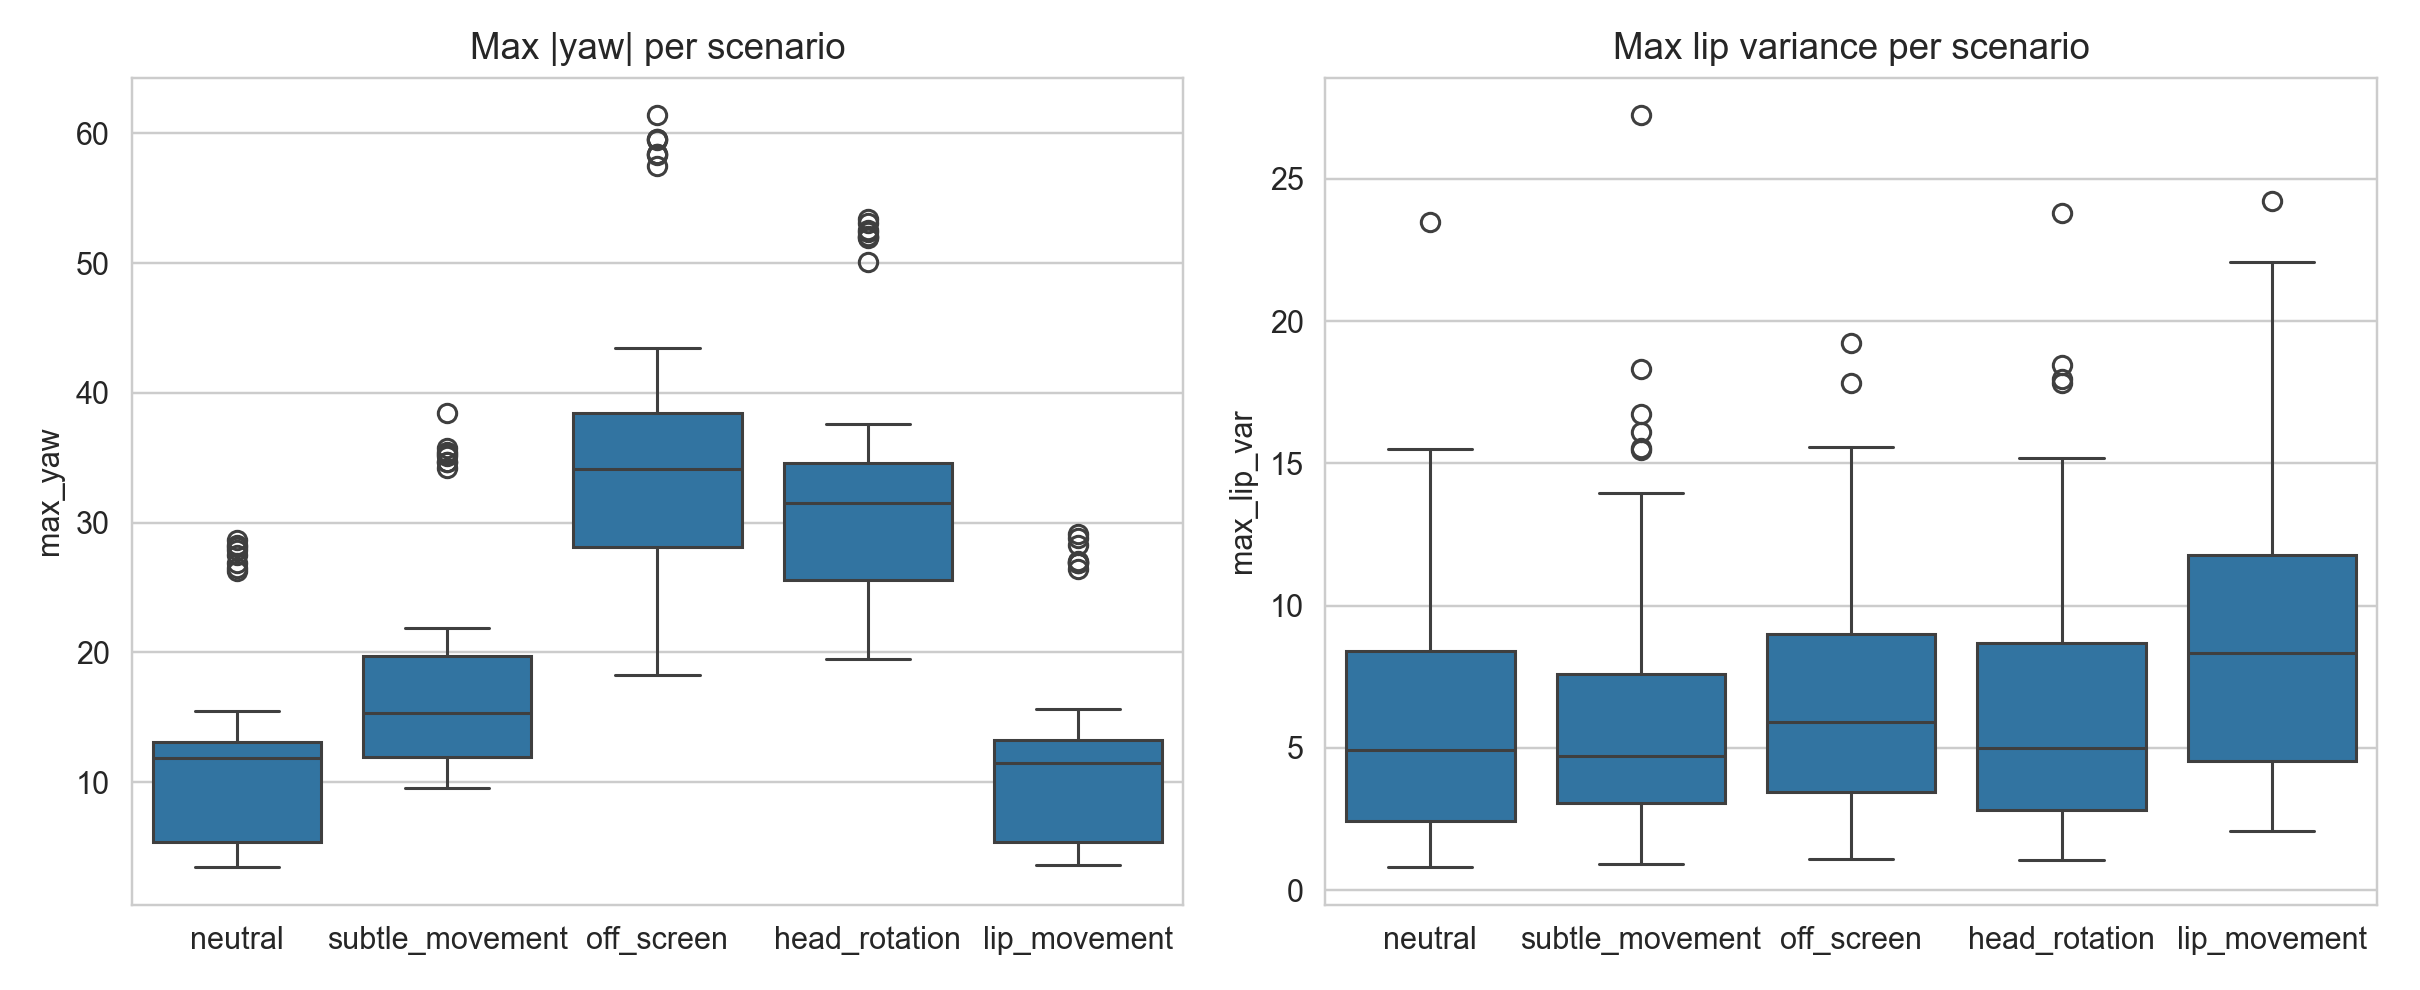 Max |yaw| per scenario
max_yaw
60
50
40
30
20
10
neutral
subtle_movement
off_screen
head_rotation
lip_movement
Max lip variance per scenario
max_lip_var
25
20
15
10
5
0
neutral
subtle_movement
off_screen
head_rotation
lip_movement